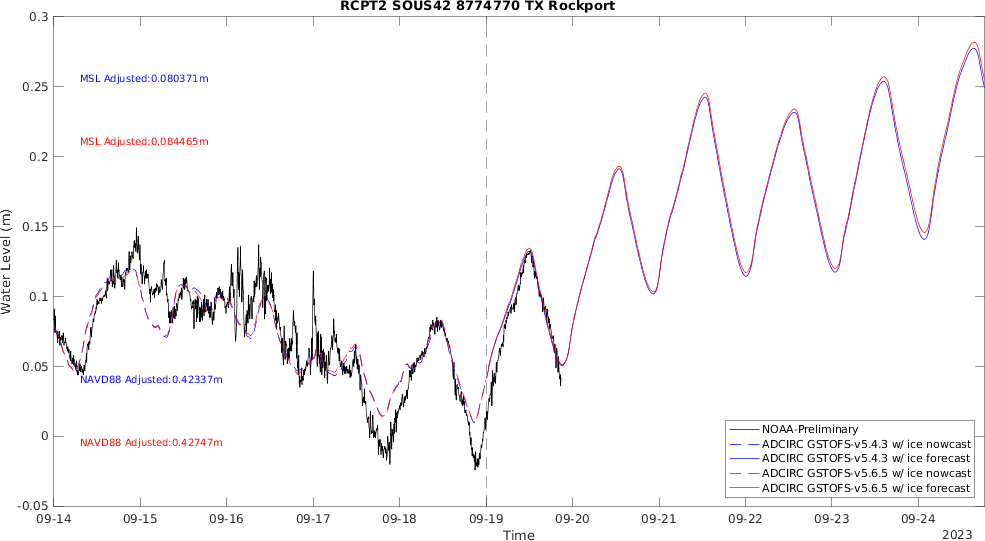 RCPT2 SOUS42 8774770 TX Rockport
0.3
0.25
0.2
0.15
0.1
0.05
0
-0.05
Water Level (m)
MSL Adjusted:0.080371m
MSL Adjusted:0.084465m
NAVD88 Adjusted:0.42337m
NAVD88 Adjusted:0.42747m
NOAA-Preliminary
ADCIRC GSTOFS-v5.4.3 w/ ice nowcast
ADCIRC GSTOFS-v5.4.3 w/ ice forecast
ADCIRC GSTOFS-v5.6.5 w/ ice nowcast
ADCIRC GSTOFS-v5.6.5 w/ ice forecast
09-14 09-15 09-16 09-17 09-18 09-19 09-20 09-21 09-22 09-23 09-24
Time
2023